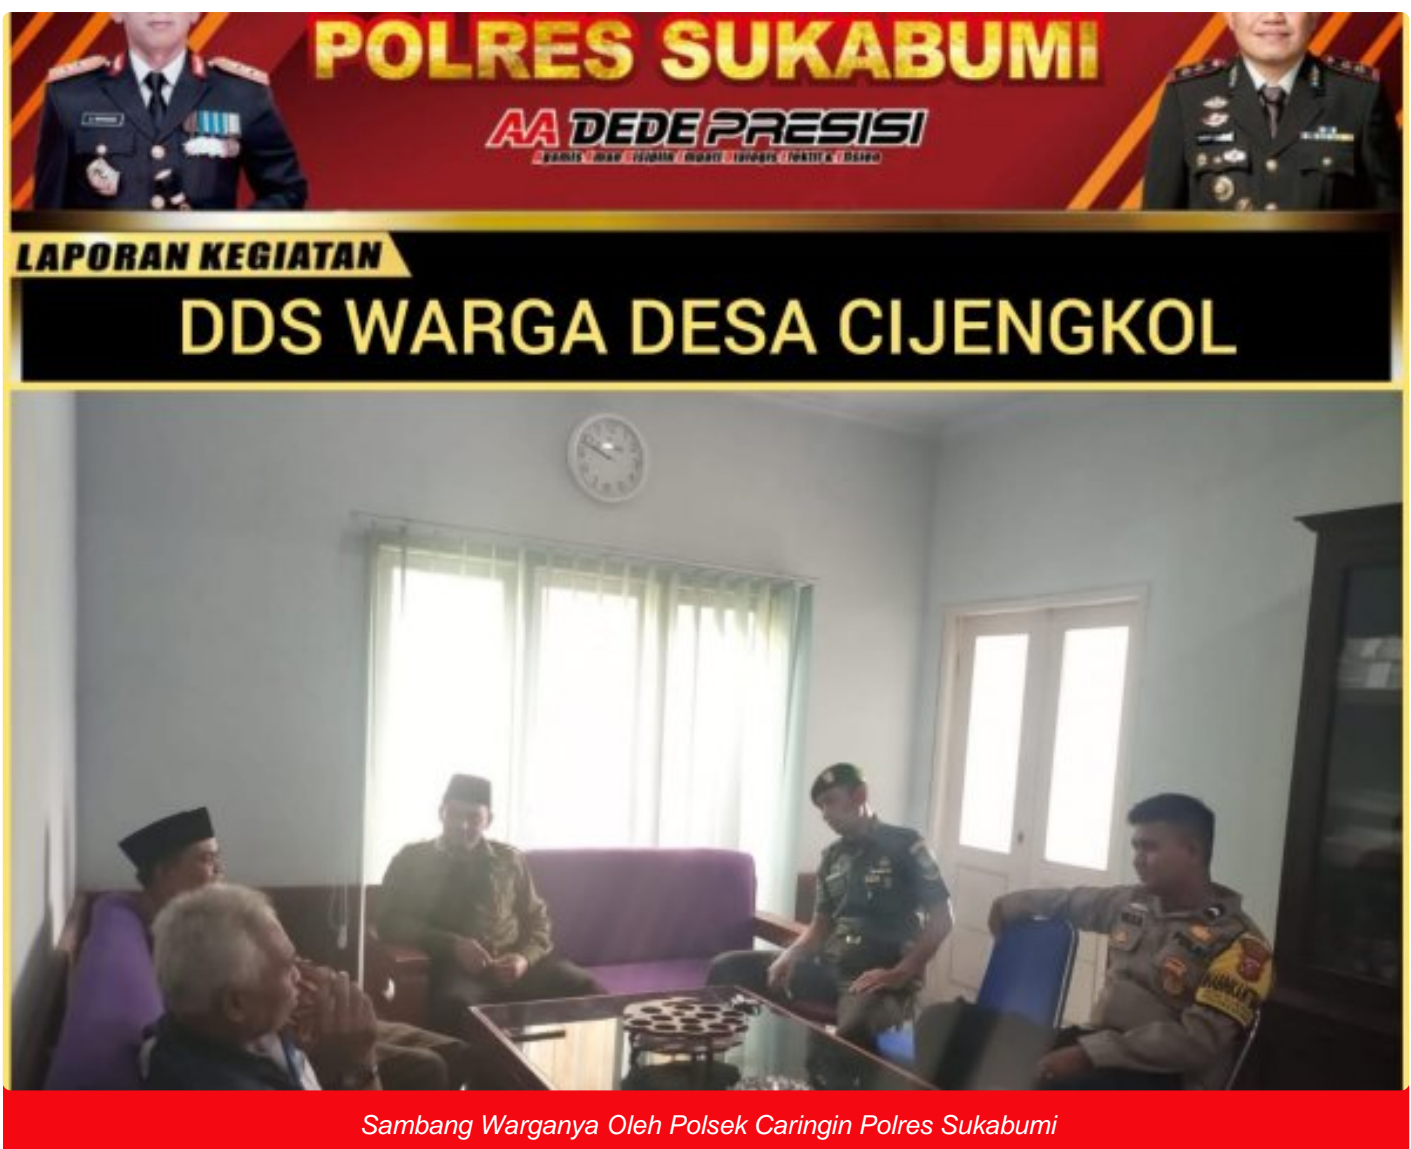 POLRES SUKABUMI
AA DEDE PRESISI
LAPORAN KEGIATAN
DDS WARGA DESA CIJENGKOL
Sambang Warganya Oleh Polsek Caringin Polres Sukabumi